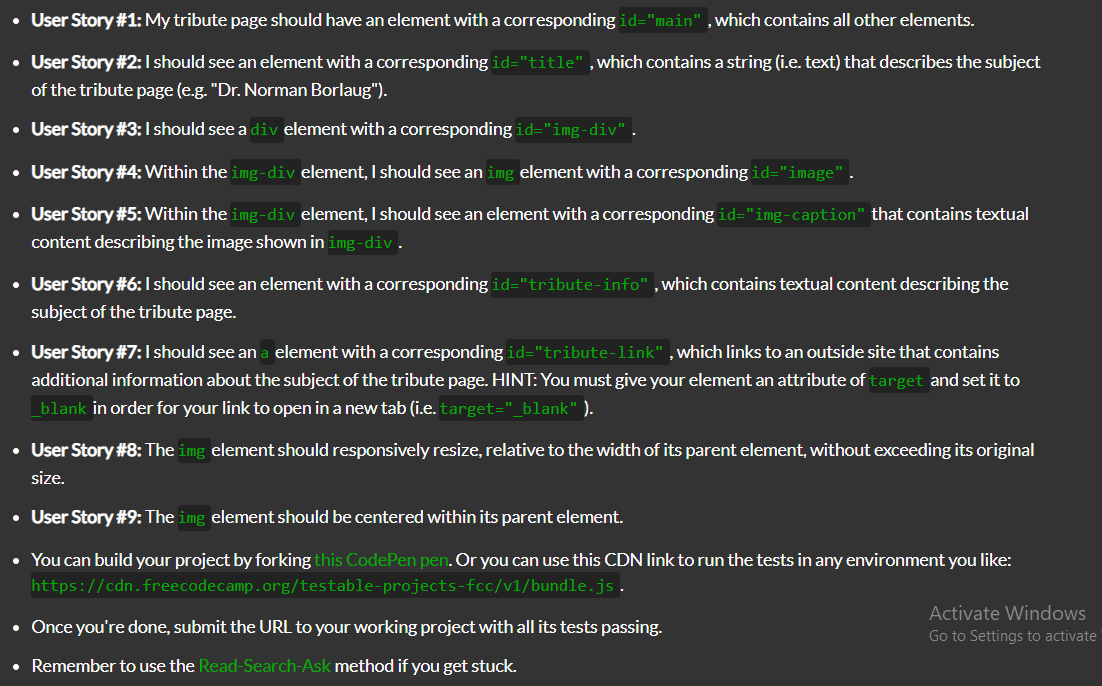 User Story #1: My tribute page should have an element with a corresponding id="main" , which contains all other elements.
User Story #2: I should see an element with a corresponding id="title" , which contains a string (i.e. text) that describes the subject
of the tribute page (e.g. "Dr. Norman Borlaug").
User Story #3: I should see a div element with a corresponding id="img-div" .
User Story #4: Within the img-div element, I should see an img element with a corresponding id="image" .
User Story #5: Within the img-div element, I should see an element with a corresponding id="img-caption" that contains textual
content describing the image shown in img-div .
User Story #6: I should see an element with a corresponding id="tribute-info" , which contains textual content describing the
subject of the tribute page.
User Story #7: I should see an a element with a corresponding id="tribute-link" , which links to an outside site that contains
additional information about the subject of the tribute page. HINT: You must give your element an attribute of target and set it to
_blank in order for your link to open in a new tab (i.e. target="_blank" ).
User Story #8: The img element should responsively resize, relative to the width of its parent element, without exceeding its original
size.
User Story #9: The img element should be centered within its parent element.
You can build your project by forking this CodePen pen. Or you can use this CDN link to run the tests in any environment you like:
https://cdn.freecodecamp.org/testable-projects-fcc/v1/bundle.js .
Activate Windows
Once you're done, submit the URL to your working project with all its tests passing.
Go to Settings to activate
Remember to use the Read-Search-Ask method if you get stuck.